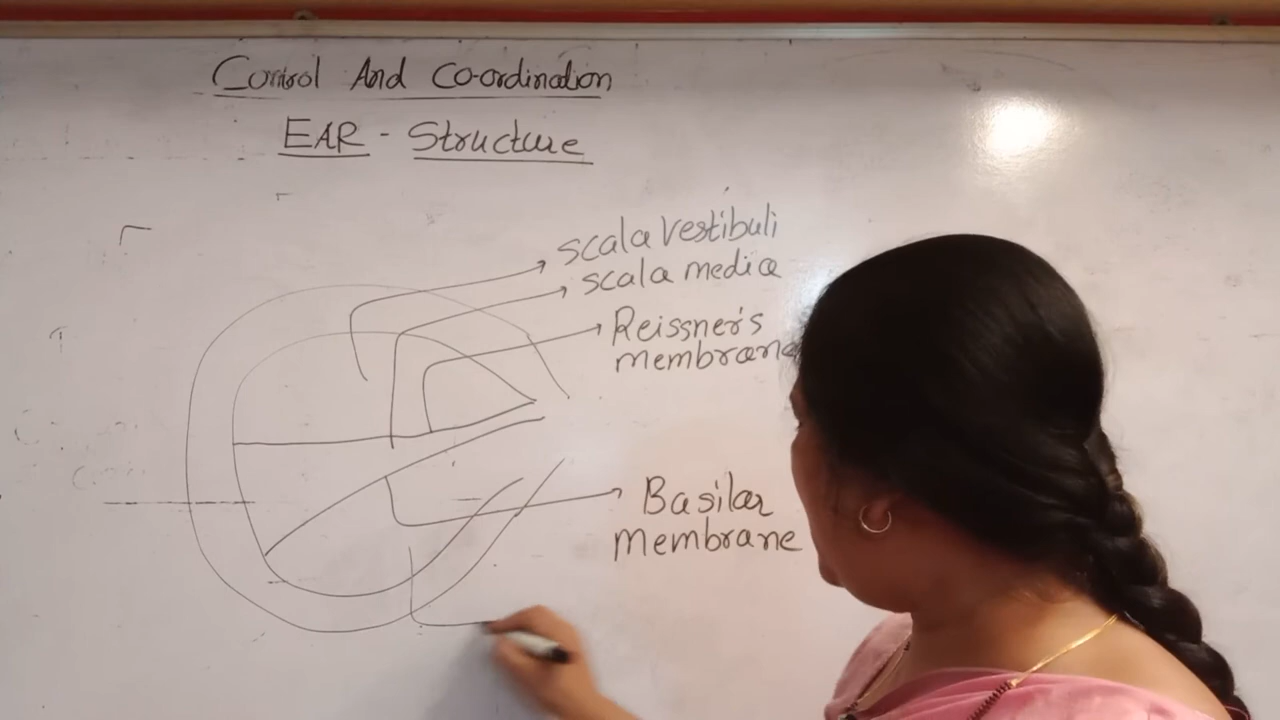 Control And Co-ordination
EAR - Structure
scala vestibuli
scala media
Reissner's
membrane
Basilar
membrane